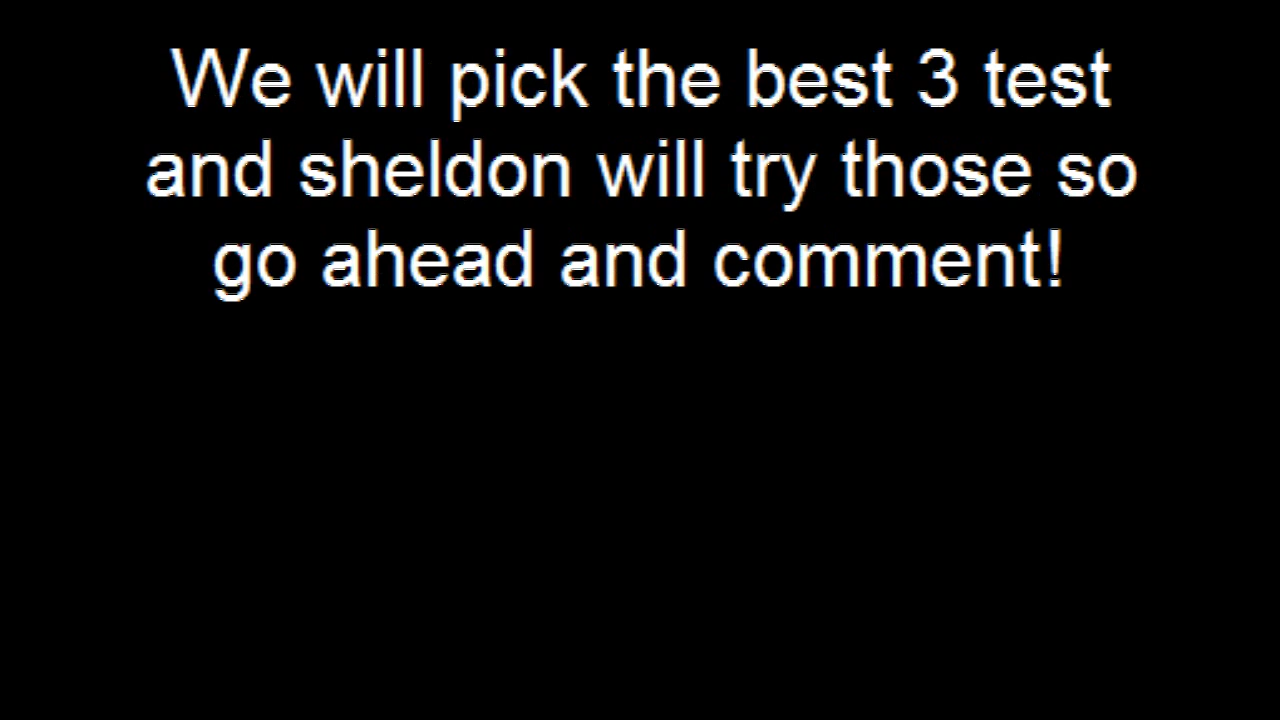 We will pick the best 3 test
and sheldon will try those so
go ahead and comment!